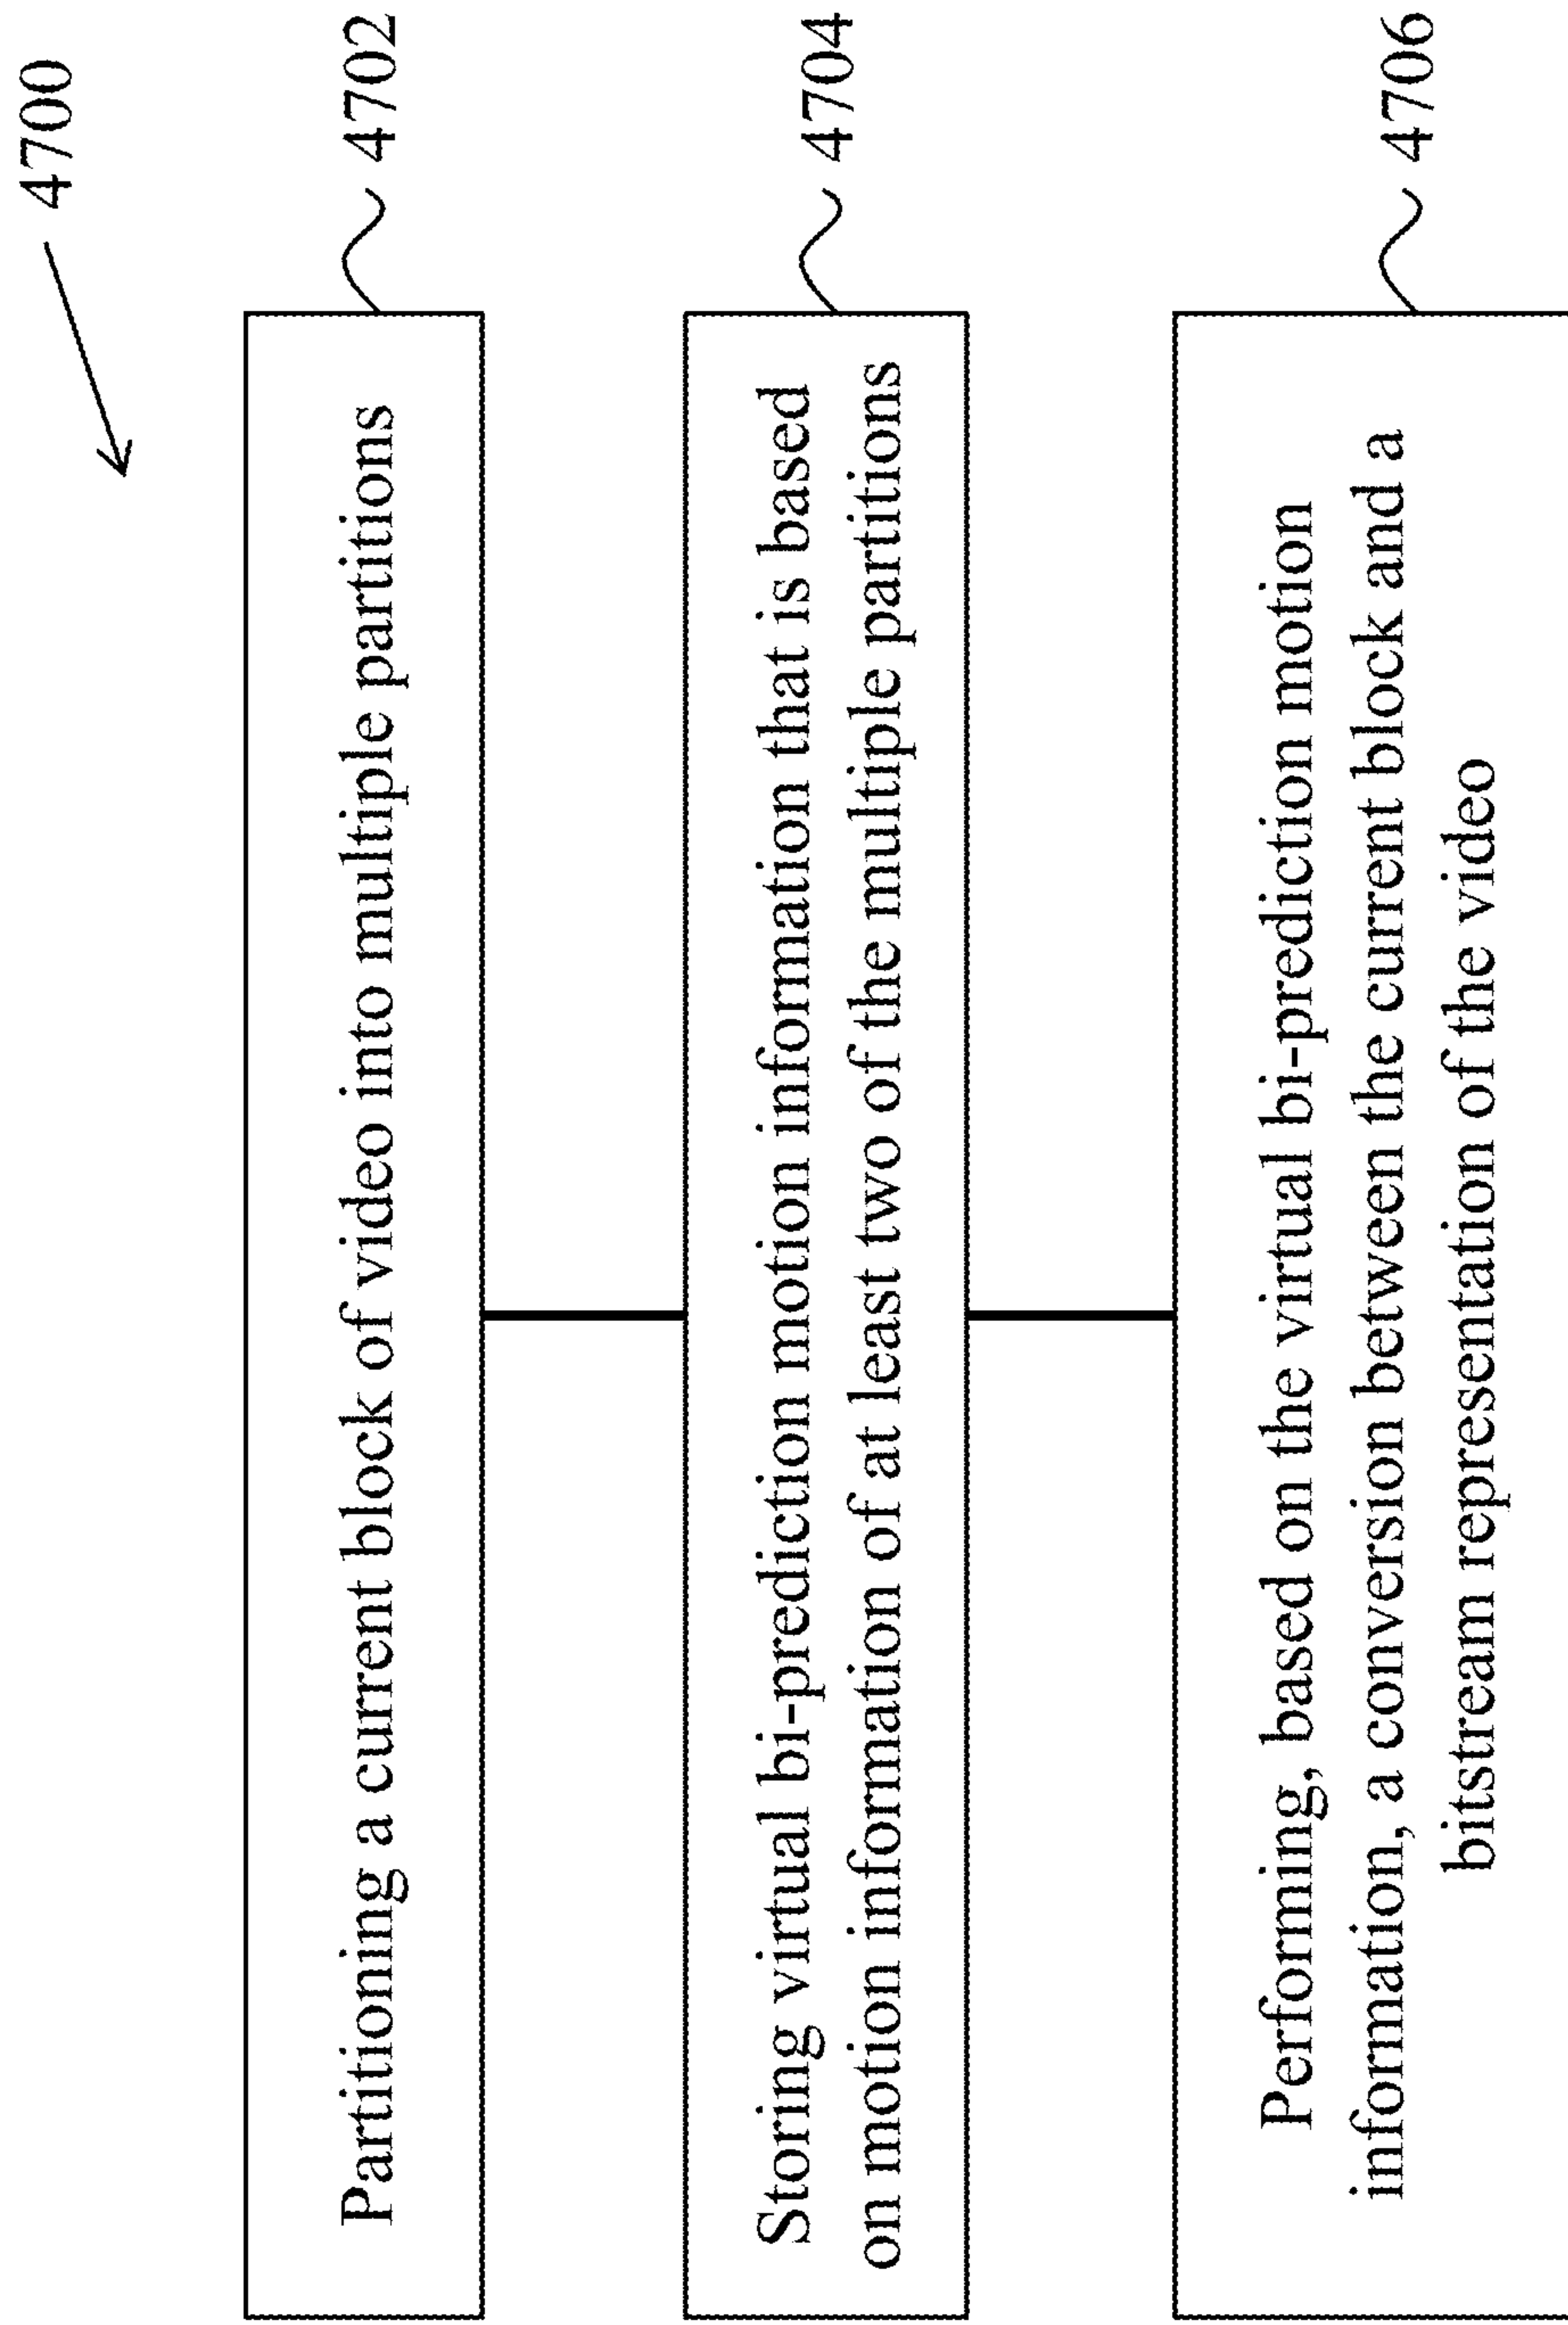 4700
Partitioning a current block of video into multiple partitions
4702
Storing virtual bi-prediction motion information that is based
on motion information of at least two of the multiple partitions
4704
Performing, based on the virtual bi-prediction motion
information, a conversion between the current block and a
bitstream representation of the video
4706